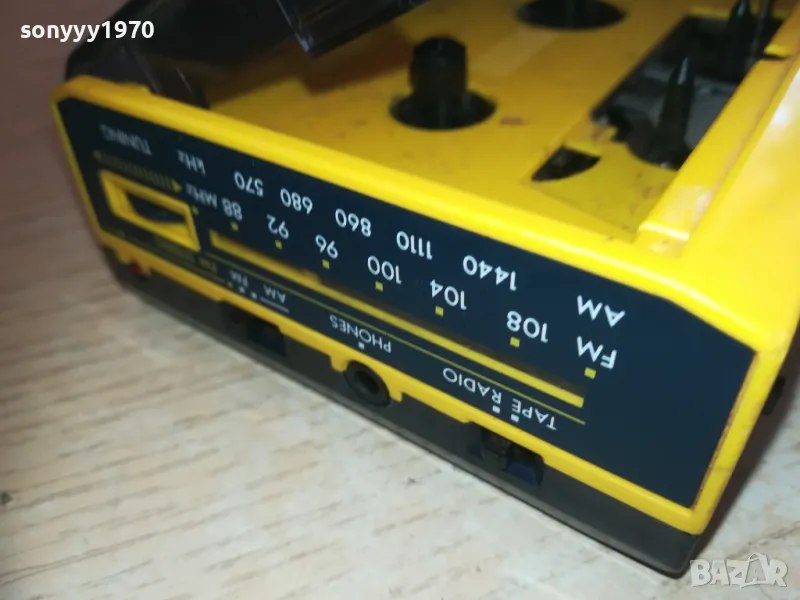 sonyyy1970
TUNING
kHz 570 680 860 1110 1440 AM
MHz 88 92 96 100 104 108 FM
FM AM
PHONES
TAPE RADIO
BAZAR